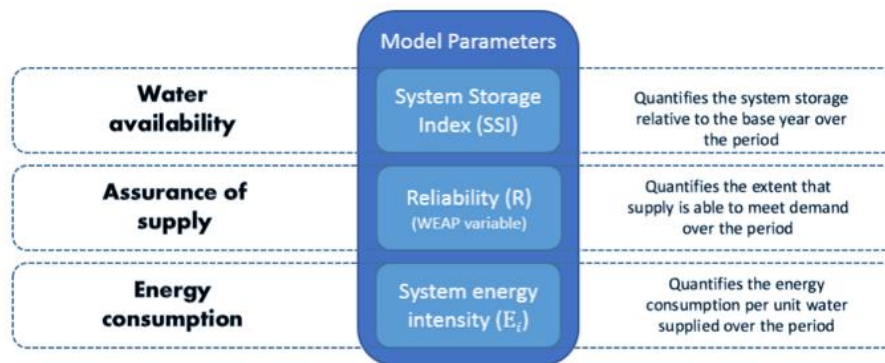 Model Parameters
Water
availability
System Storage
Index (SSI)
Quantifies the system storage
relative to the base year over
the period
Assurance of
supply
Reliability (R)
(WEAP variable)
Quantifies the extent that
supply is able to meet demand
over the period
Energy
consumption
System energy
intensity (Eᵢ)
Quantifies the energy
consumption per unit water
supplied over the period